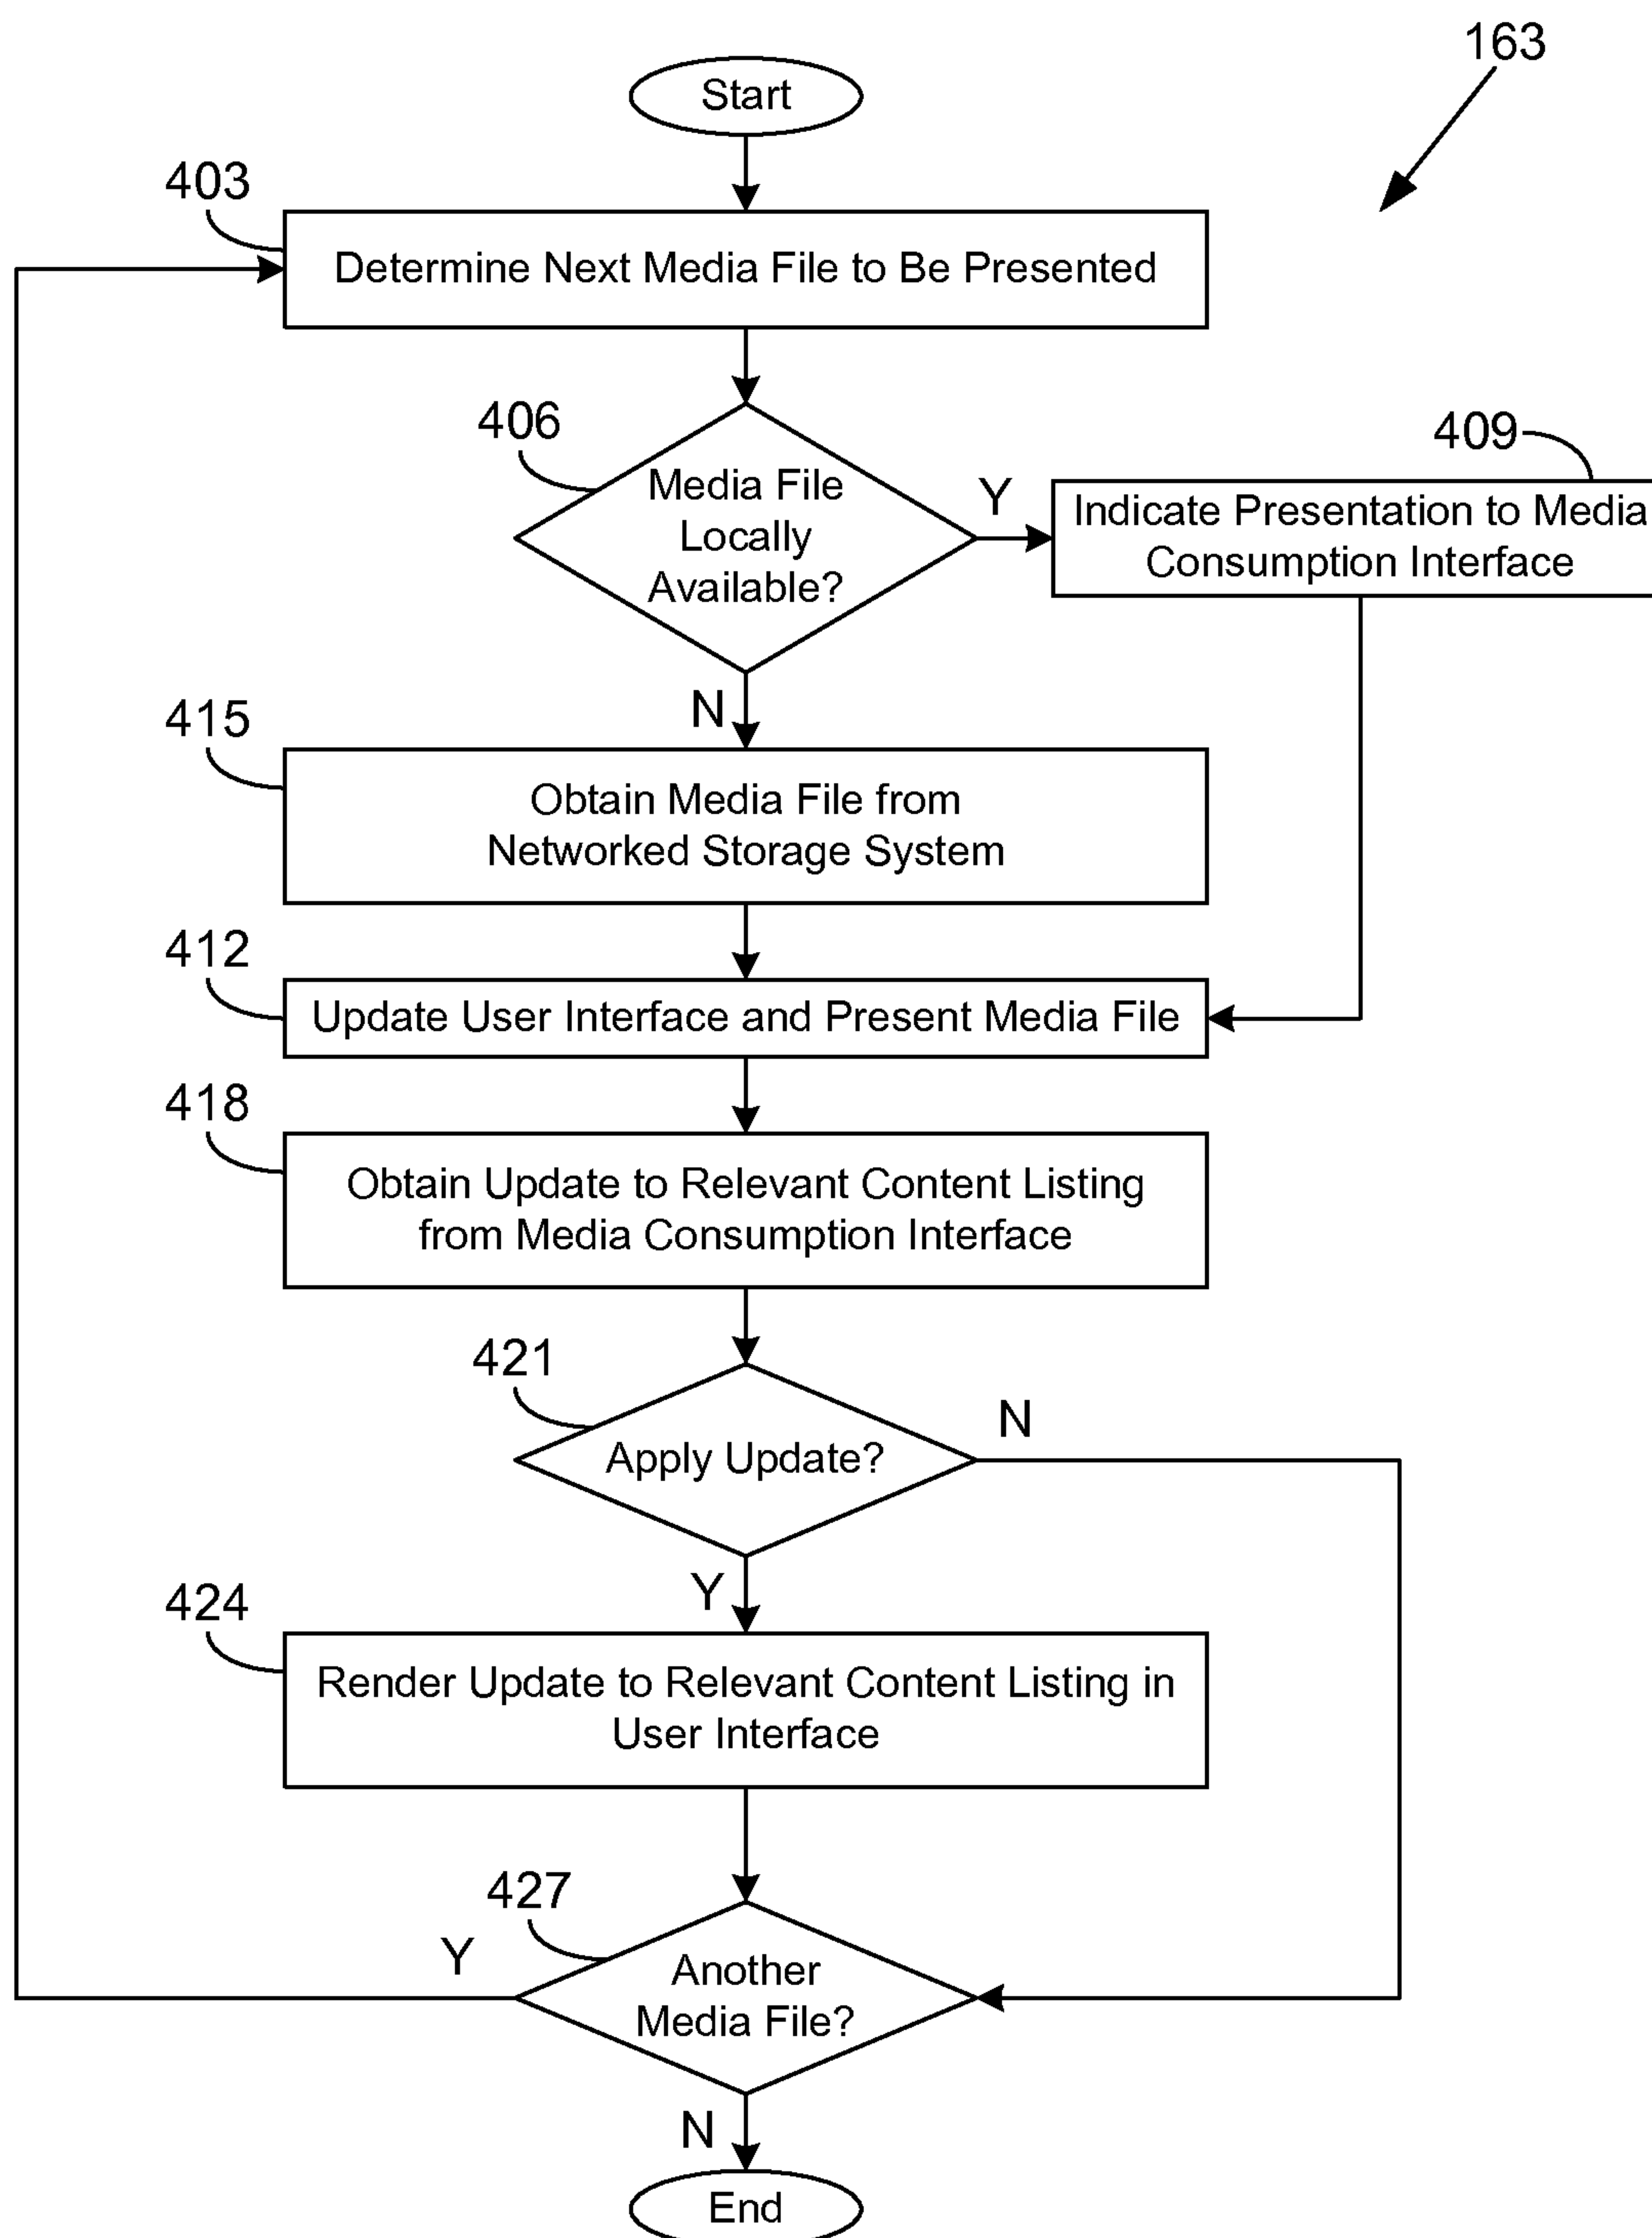 163
Start
403
Determine Next Media File to Be Presented
406
Media File
Locally
Available?
Y
409
Indicate Presentation to Media
Consumption Interface
N
415
Obtain Media File from
Networked Storage System
412
Update User Interface and Present Media File
418
Obtain Update to Relevant Content Listing
from Media Consumption Interface
421
Apply Update?
N
Y
424
Render Update to Relevant Content Listing in
User Interface
427
Y
Another
Media File?
N
End